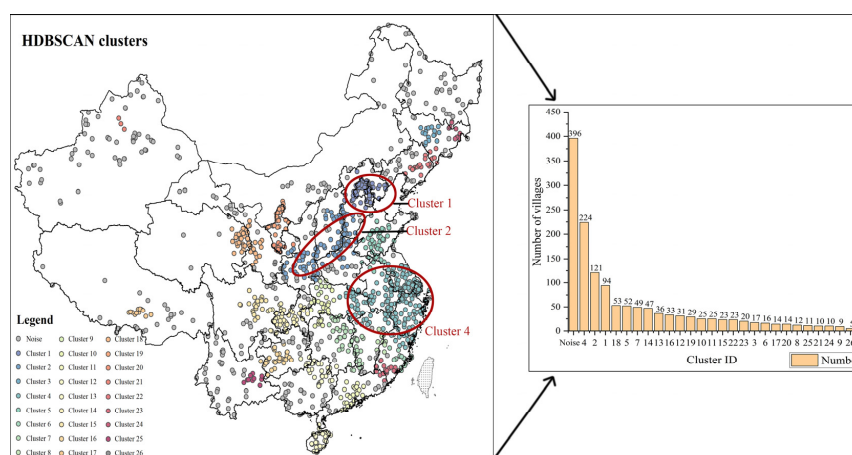 HDBSCAN clusters
Cluster 1
Cluster 2
Cluster 4
Legend
Noise
Cluster 1
Cluster 2
Cluster 3
Cluster 4
Cluster 5
Cluster 6
Cluster 7
Cluster 8
Cluster 9
Cluster 10
Cluster 11
Cluster 12
Cluster 13
Cluster 14
Cluster 15
Cluster 16
Cluster 17
Cluster 18
Cluster 19
Cluster 20
Cluster 21
Cluster 22
Cluster 23
Cluster 24
Cluster 25
Cluster 26
Number of villages
450
400
350
300
250
200
150
100
50
0
396
224
121
94
53 52 49 47 36 33 31 29 25 25 23 23 20 17 16 14 14 12 11 10 10 9
Noise 4 2 1 18 5 7 14 13 16 12 19 10 11 15 22 23 3 6 17 20 8 25 21 24 9
Cluster ID